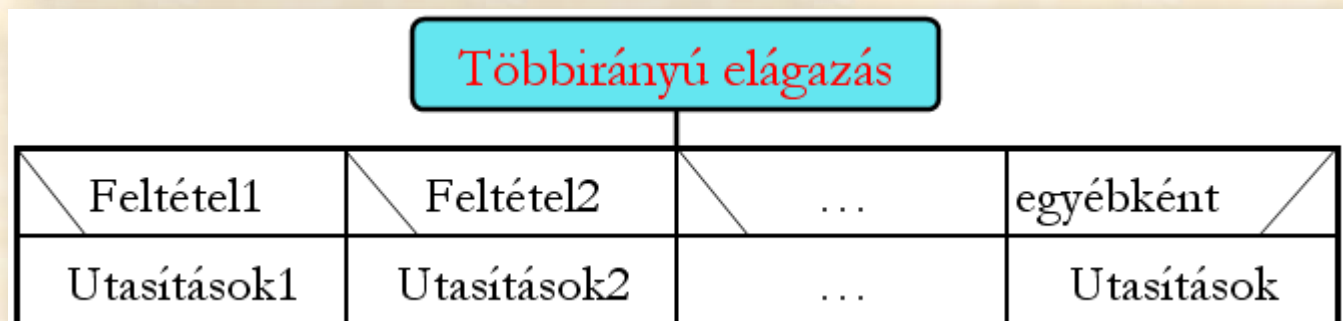 Többirányú elágazás
Feltétel1 Feltétel2 ... egyébként
Utasítások1 Utasítások2 ... Utasítások